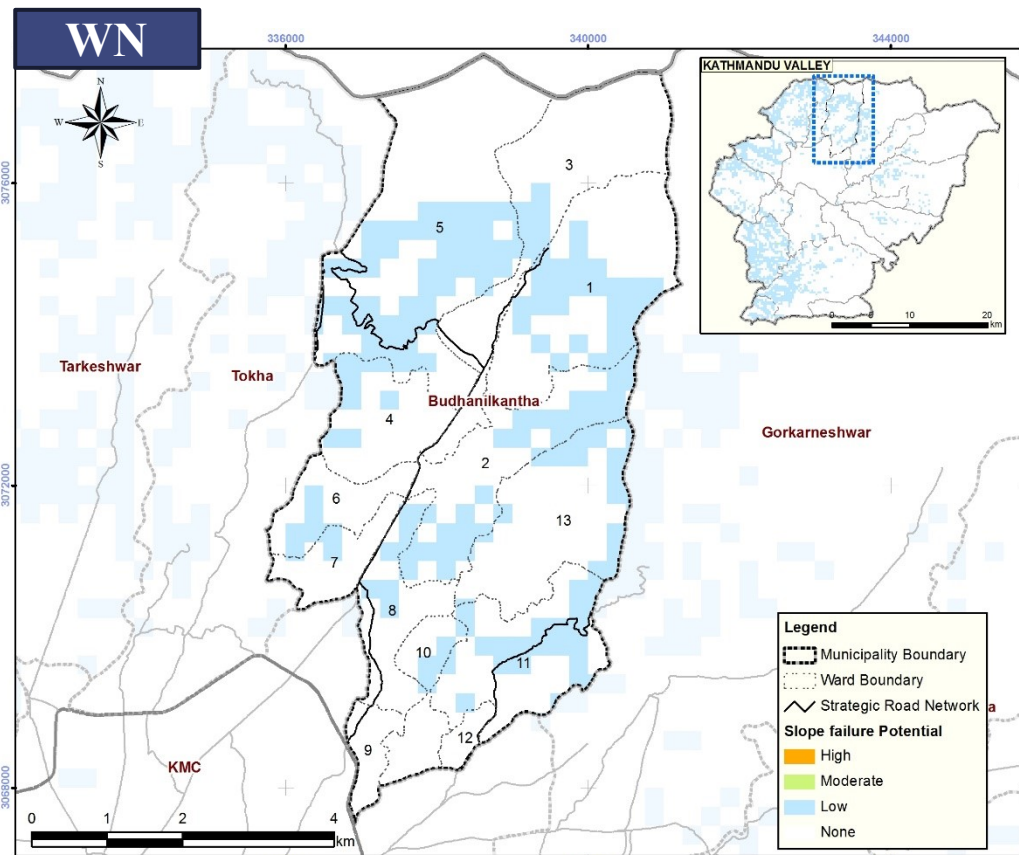 WN
336000
340000
344000
KATHMANDU VALLEY
N
W
E
S
3
3076000
5
1
0
5
10
20
km
Tarkeshwar
Tokha
Budhanilkantha
4
Gorkarneshwar
2
3072000
6
13
7
8
10
11
12
9
KMC
3068000
0
1
2
4
km
Legend
Municipality Boundary
Ward Boundary
Strategic Road Network
a
Slope failure Potential
High
Moderate
Low
None